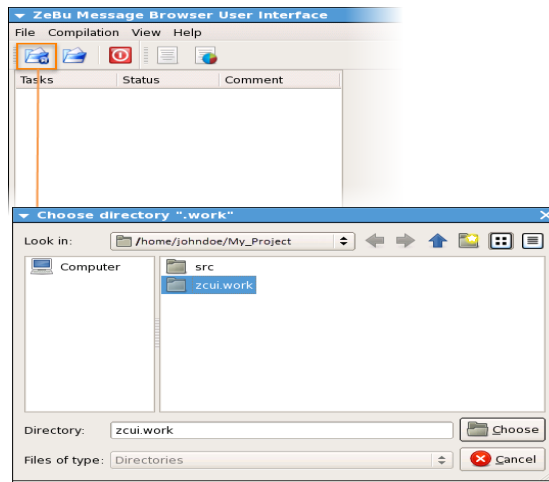 ZeBu Message Browser User Interface
File Compilation View Help
Tasks Status Comment
Choose directory ".work"
Look in: /home/johndoe/My_Project
Computer
src
zcui.work
Directory: zcui.work Choose
Files of type: Directories Cancel